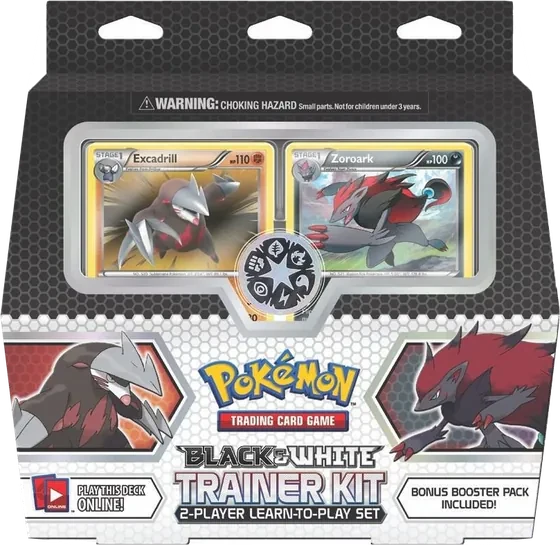 WARNING: CHOKING HAZARD Small parts. Not for children under 3 years.
STAGE 1 Excadrill HP110
STAGE 1 Zoroark HP100
Pokémon
TM
TRADING CARD GAME
BLACK & WHITE
TRAINER KIT
2-PLAYER LEARN-TO-PLAY SET
PLAY THIS DECK
ONLINE!
ONLINE
BONUS BOOSTER PACK
INCLUDED!